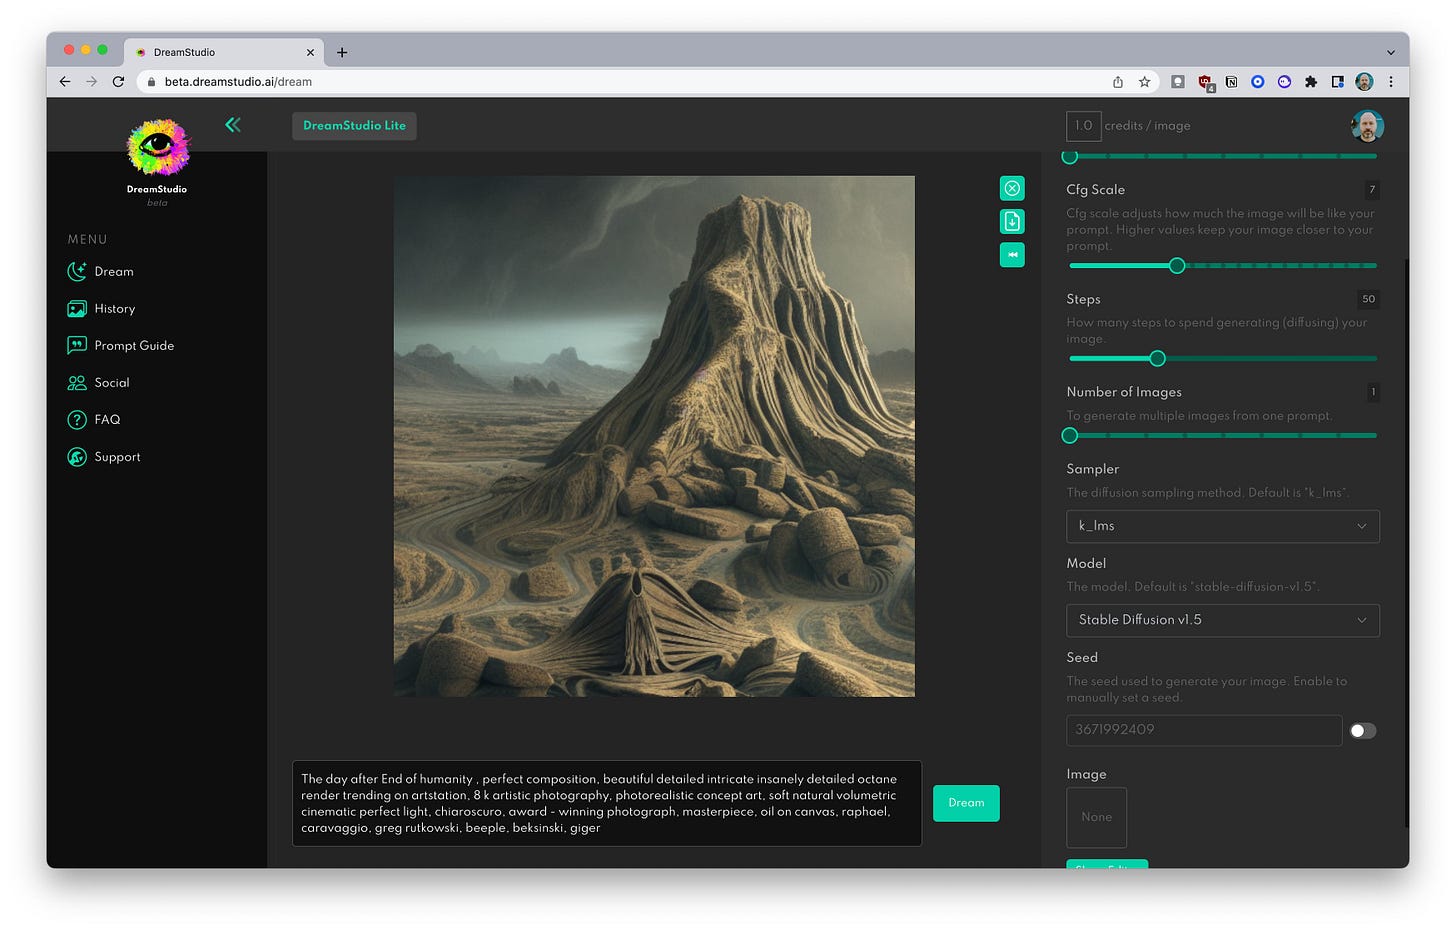 DreamStudio
beta.dreamstudio.ai/dream
4
DreamStudio
beta
DreamStudio Lite
1.0 credits / image
MENU
Dream
History
Prompt Guide
Social
FAQ
Support
Cfg Scale
7
Cfg scale adjusts how much the image will be like your
prompt. Higher values keep your image closer to your
prompt.
Steps
50
How many steps to spend generating (diffusing) your
image.
Number of Images
1
To generate multiple images from one prompt.
Sampler
The diffusion sampling method. Default is "k_lms".
k_lms
Model
The model. Default is "stable-diffusion-v1.5".
Stable Diffusion v1.5
Seed
The seed used to generate your image. Enable to
manually set a seed.
3671992409
Image
None
The day after End of humanity , perfect composition, beautiful detailed intricate insanely detailed octane
render trending on artstation, 8 k artistic photography, photorealistic concept art, soft natural volumetric
cinematic perfect light, chiaroscuro, award - winning photograph, masterpiece, oil on canvas, raphael,
caravaggio, greg rutkowski, beeple, beksinski, giger
Dream